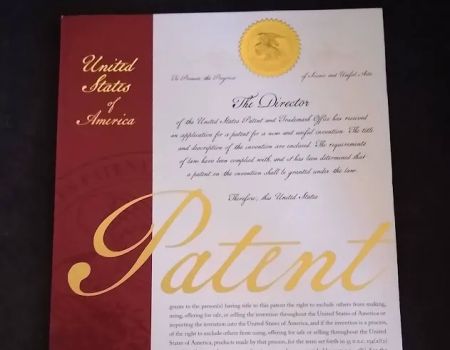 United
States
of
America
To Promote the Progress of Science and Useful Arts
The Director
of the United States Patent and Trademark Office has received
an application for a patent for a new and useful invention. The title
and description of the invention are enclosed. The requirements
of law have been complied with, and it has been determined that
a patent on the invention shall be granted under the law.
Therefore, this United States
Patent
grants to the person(s) having title to this patent the right to exclude others from making,
using, offering for sale, or selling the invention throughout the United States of America or
importing the invention into the United States of America, and if the invention is a process,
of the right to exclude others from using, offering for sale or selling throughout the United
States of America, products made by that process, for the term set forth in 35 U.S.C. 154(a)(2)